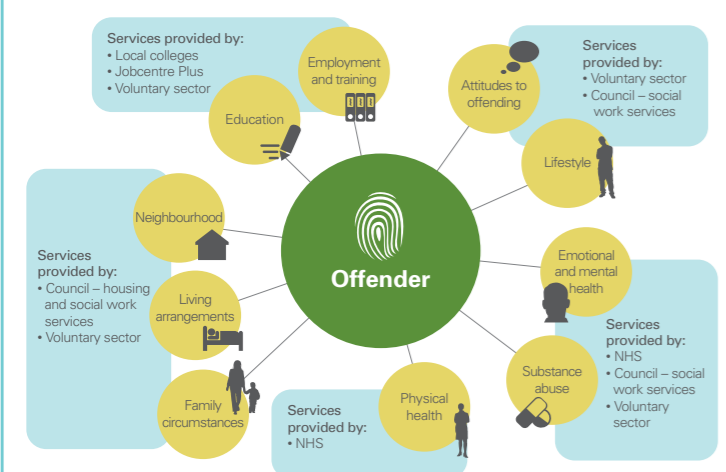 Services provided by:
• Local colleges
• Jobcentre Plus
• Voluntary sector
Employment
and training
Education
Attitudes to
offending
Services
provided by:
• Voluntary sector
• Council – social
work services
Lifestyle
Neighbourhood
Services
provided by:
• Council – housing
and social work
services
• Voluntary sector
Living
arrangements
Family
circumstances
Offender
Emotional
and mental
health
Services
provided by:
• NHS
• Council – social
work services
• Voluntary
sector
Substance
abuse
Physical
health
Services
provided by:
• NHS